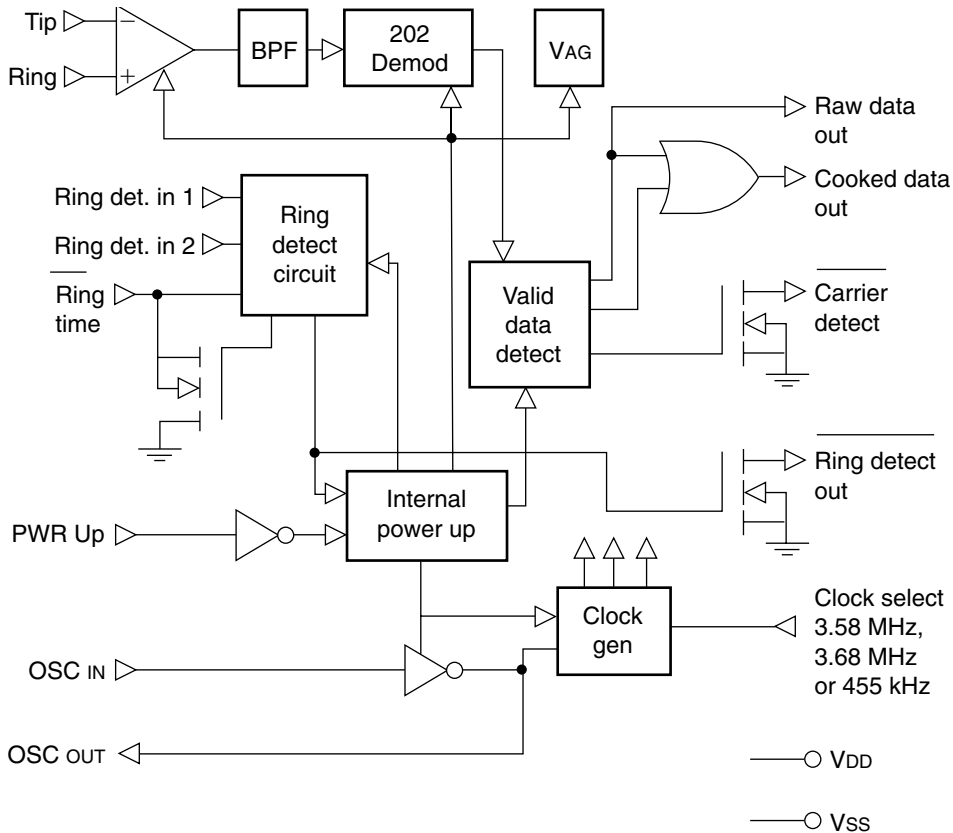 Tip
−
BPF
202
Demod
VAG
Ring
+
Raw data
out
Cooked data
out
Ring det. in 1
Ring
detect
circuit
Ring det. in 2
Ring
time
Valid
data
detect
Carrier
detect
Ring detect
out
Internal
power up
PWR Up
Clock
gen
Clock select
3.58 MHz,
3.68 MHz
or 455 kHz
OSC IN
OSC OUT
VDD
VSS